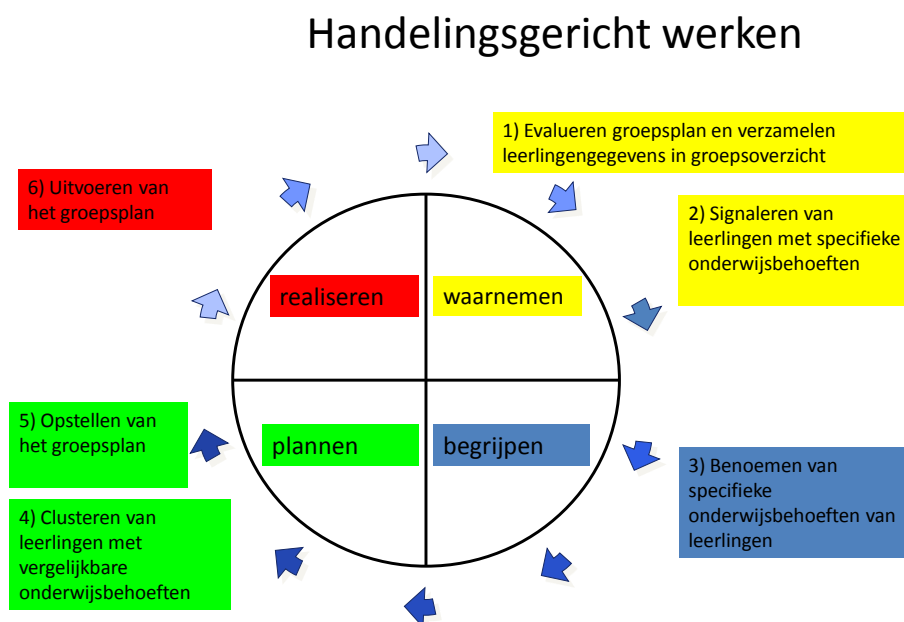 Handelingsgericht werken
1) Evalueren groepsplan en verzamelen
leerlingengegevens in groepsoverzicht
2) Signaleren van
leerlingen met specifieke
onderwijsbehoeften
3) Benoemen van
specifieke
onderwijsbehoeften van
leerlingen
4) Clusteren van
leerlingen met
vergelijkbare
onderwijsbehoeften
5) Opstellen van
het groepsplan
6) Uitvoeren van
het groepsplan
realiseren
waarnemen
plannen
begrijpen